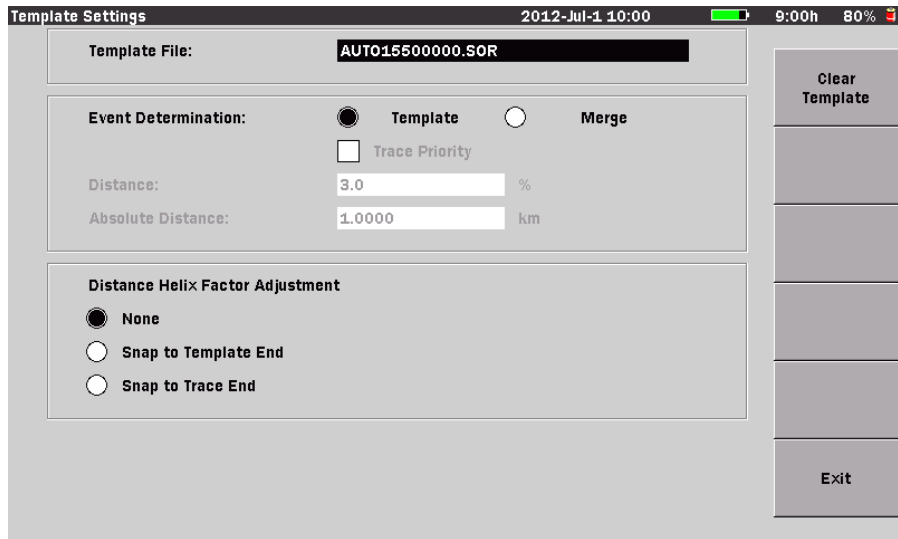 Template Settings 2012-Jul-1 10:00 9:00h 80%
Template File: AUTO15500000.SOR
Clear
Template
Event Determination: Template Merge
Trace Priority
Distance: 3.0 %
Absolute Distance: 1.0000 km
Distance Helix Factor Adjustment
None
Snap to Template End
Snap to Trace End
Exit